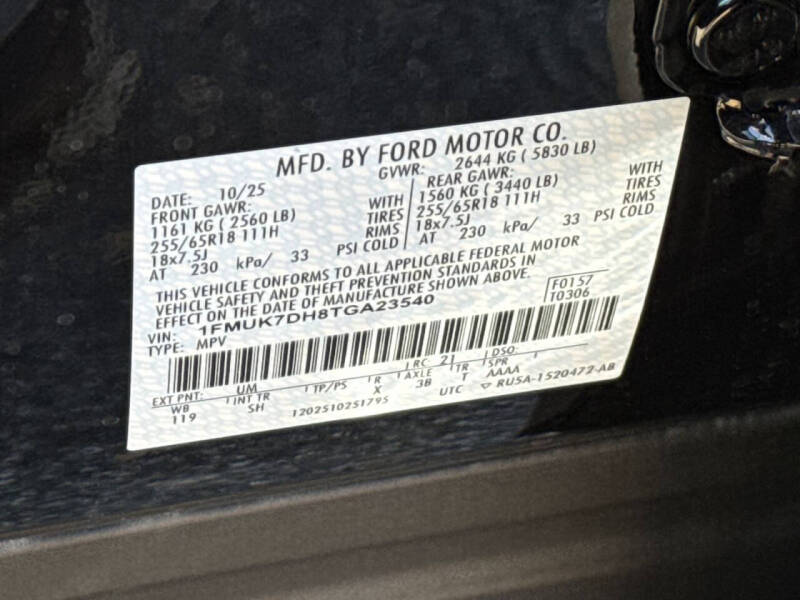 MFD. BY FORD MOTOR CO.
DATE: 10/25
GVWR: 2644 KG ( 5830 LB)
FRONT GAWR:
1161 KG ( 2560 LB) WITH
255/65R18 111H TIRES
18x7.5J RIMS
AT 230 kPa/ 33 PSI COLD
REAR GAWR:
1560 KG ( 3440 LB) WITH
255/65R18 111H TIRES
18x7.5J RIMS
AT 230 kPa/ 33 PSI COLD
THIS VEHICLE CONFORMS TO ALL APPLICABLE FEDERAL MOTOR
VEHICLE SAFETY AND THEFT PREVENTION STANDARDS IN
EFFECT ON THE DATE OF MANUFACTURE SHOWN ABOVE.
F0157
T0306
VIN: 1FMUK7DH8TGA23540
TYPE: MPV
EXT PNT: UM RC: 21 DSO:
WB INT TR TP/PS R AXLE TR SPR
119 SH X 3B T AAAA
1202510251795 UTC ▽ RU5A-1520472-AB